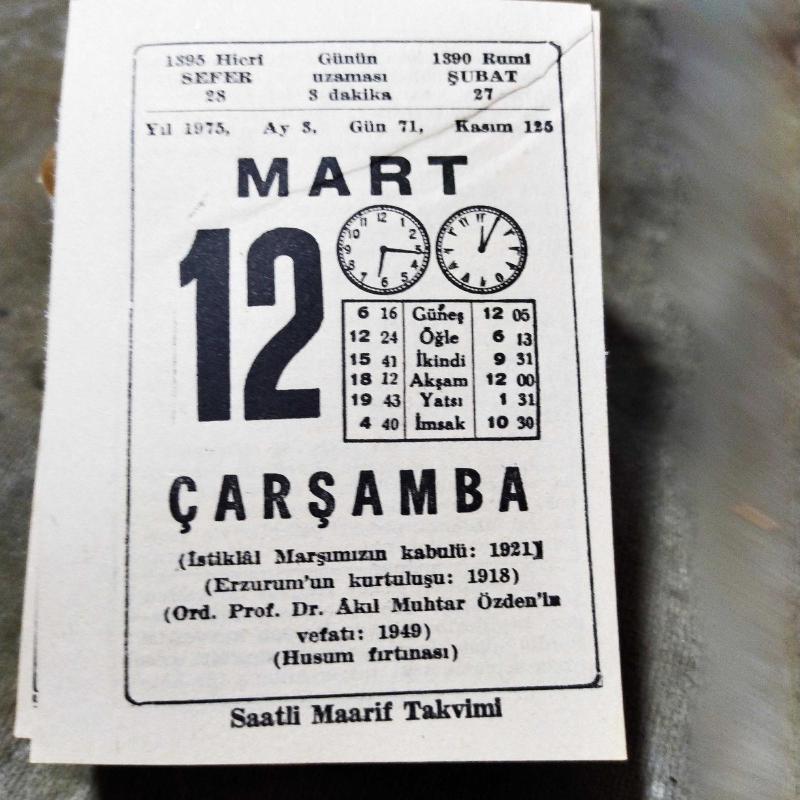 1395 Hicri Günün 1390 Rumi
SEFER uzaması ŞUBAT
28 3 dakika 27
Yıl 1975, Ay 3, Gün 71, Kasım 125
MART
12
6 16 Güneş 12 05
12 24 Öğle 6 13
15 41 İkindi 9 31
18 12 Akşam 12 00
19 43 Yatsı 1 31
4 40 İmsak 10 30
ÇARŞAMBA
(İstiklâl Marşımızın kabulü: 1921)
(Erzurum'un kurtuluşu: 1918)
(Ord. Prof. Dr. Âkıl Muhtar Özden'in
vefatı: 1949)
(Husum fırtınası)
Saatli Maarif Takvimi